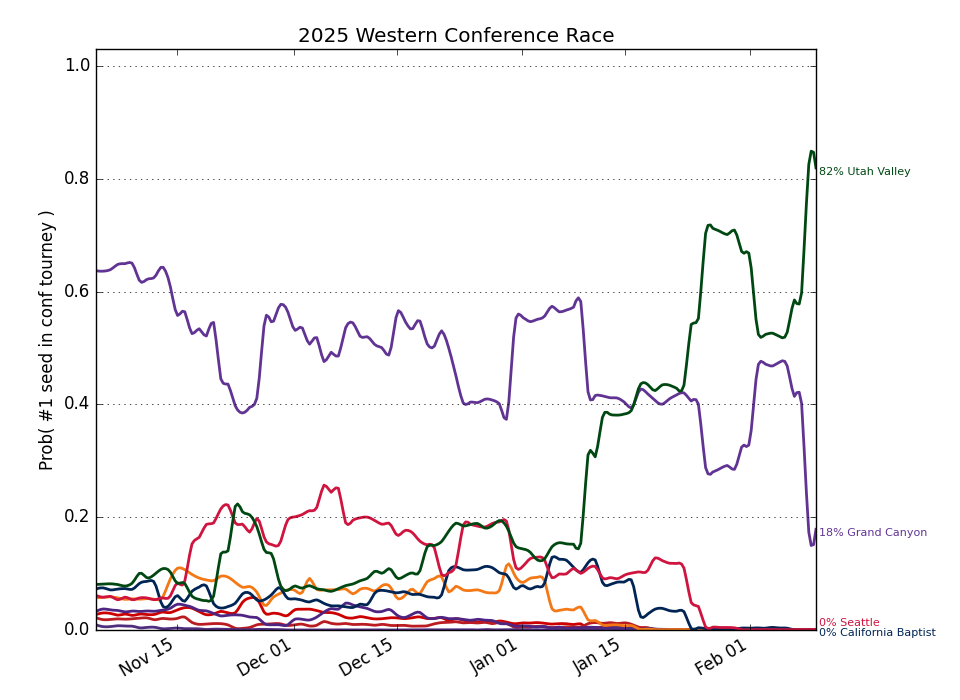 2025 Western Conference Race
Prob( #1 seed in conf tourney )
1.0
0.8
0.6
0.4
0.2
0.0
Nov 15
Dec 01
Dec 15
Jan 01
Jan 15
Feb 01
82% Utah Valley
18% Grand Canyon
0% Seattle
0% California Baptist